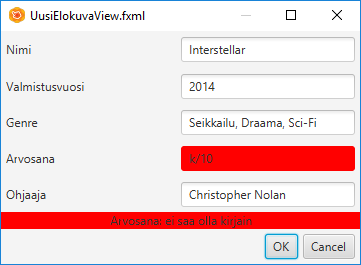 UusiElokuvaView.fxml
Nimi Interstellar
Valmistusvuosi 2014
Genre Seikkailu, Draama, Sci-Fi
Arvosana k/10
Ohjaaja Christopher Nolan
Arvosana: ei saa olla kirjain
OK Cancel